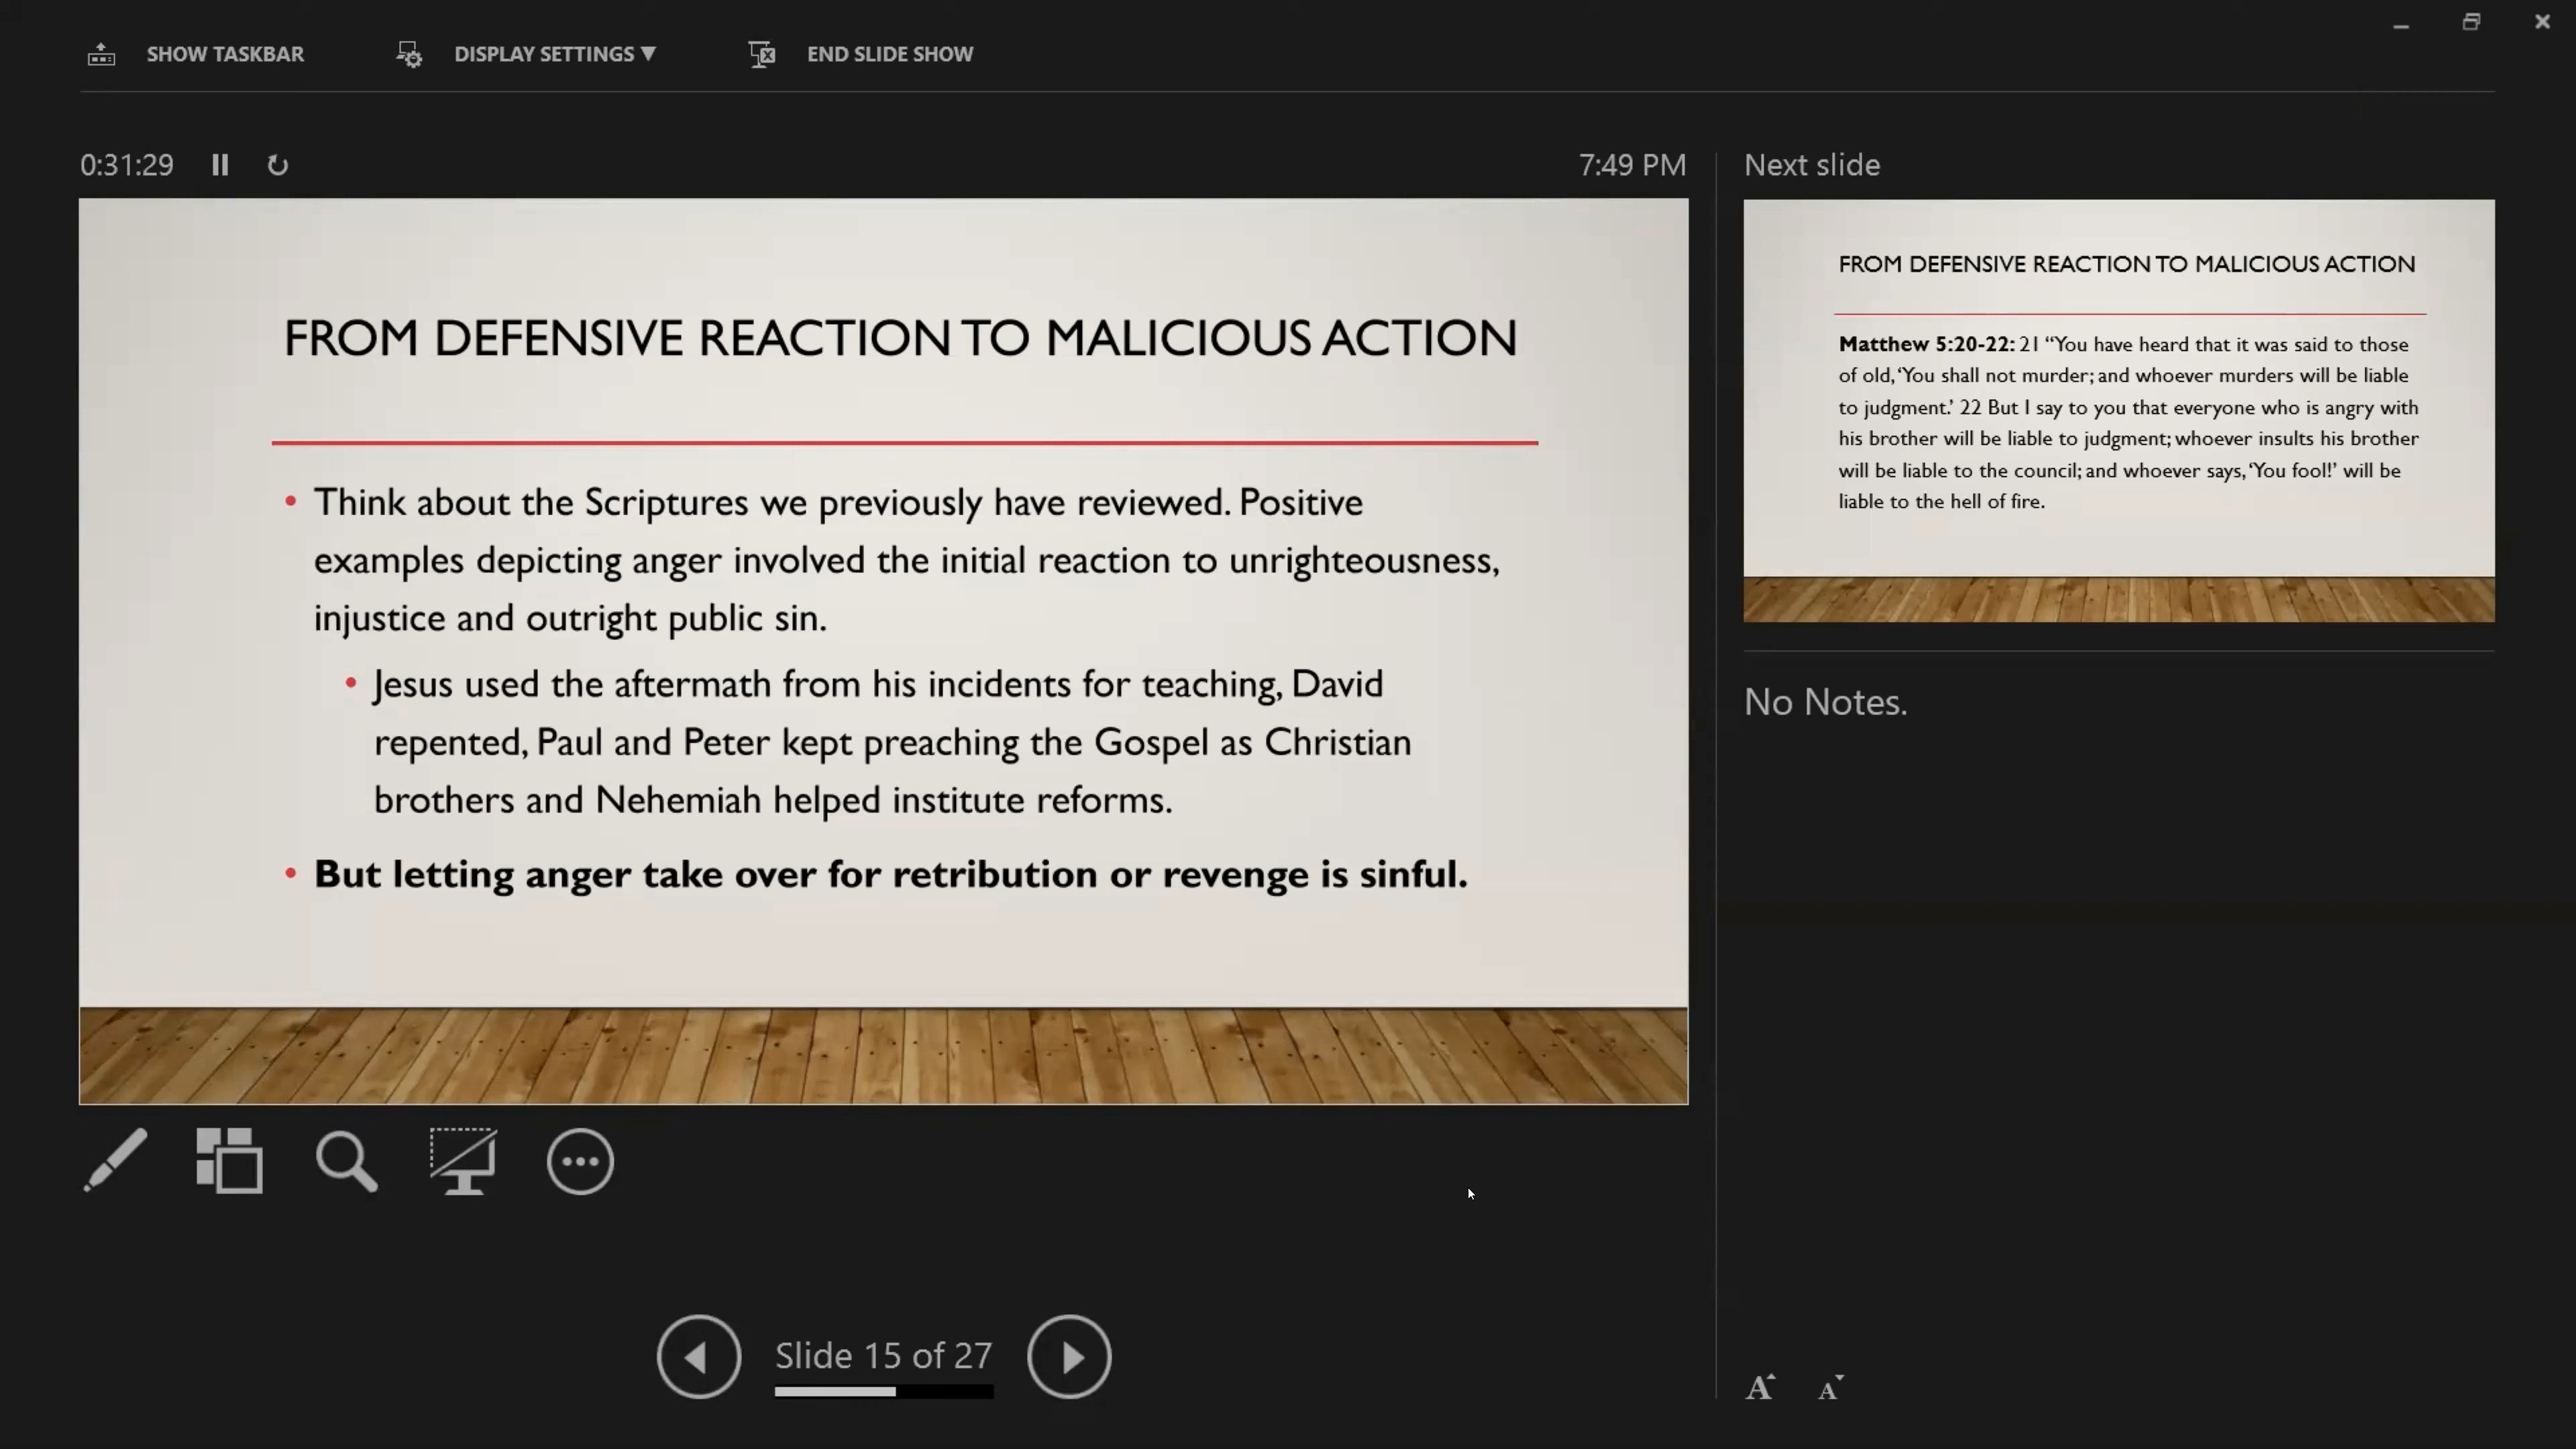 SHOW TASKBAR
DISPLAY SETTINGS ▼
END SLIDE SHOW
0:31:29
7:49 PM
FROM DEFENSIVE REACTION TO MALICIOUS ACTION
• Think about the Scriptures we previously have reviewed. Positive
examples depicting anger involved the initial reaction to unrighteousness,
injustice and outright public sin.
• Jesus used the aftermath from his incidents for teaching, David
repented, Paul and Peter kept preaching the Gospel as Christian
brothers and Nehemiah helped institute reforms.
• But letting anger take over for retribution or revenge is sinful.
Slide 15 of 27
Next slide
FROM DEFENSIVE REACTION TO MALICIOUS ACTION
Matthew 5:20-22: 21 “You have heard that it was said to those
of old, ‘You shall not murder; and whoever murders will be liable
to judgment.’ 22 But I say to you that everyone who is angry with
his brother will be liable to judgment; whoever insults his brother
will be liable to the council; and whoever says, ‘You fool!’ will be
liable to the hell of fire.
No Notes.
A A